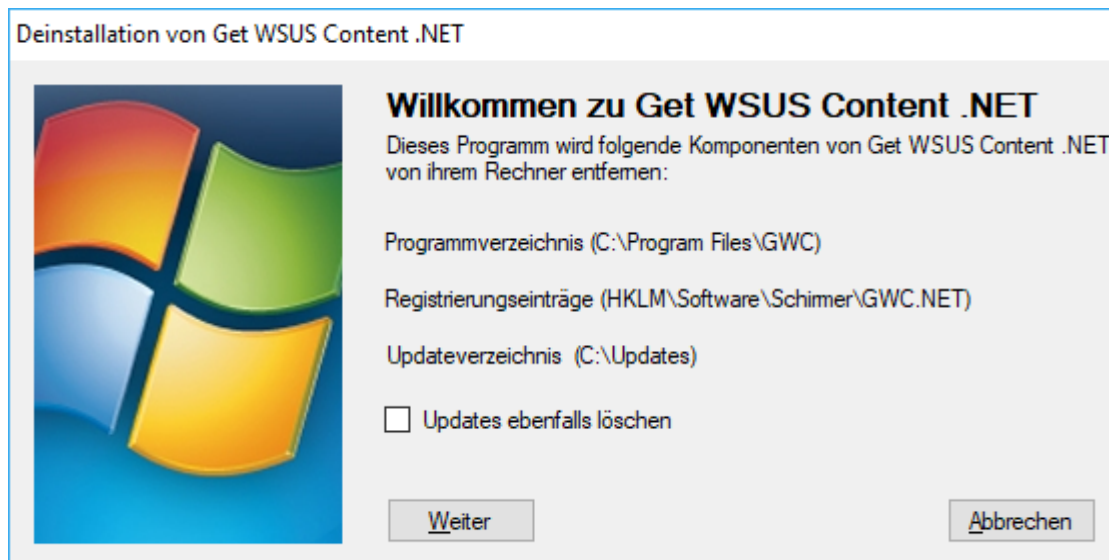 Deinstallation von Get WSUS Content .NET
Willkommen zu Get WSUS Content .NET
Dieses Programm wird folgende Komponenten von Get WSUS Content .NET
von ihrem Rechner entfernen:
Programmverzeichnis (C:\Program Files\GWC)
Registrierungseinträge (HKLM\Software\Schirmer\GWC.NET)
Updateverzeichnis (C:\Updates)
Updates ebenfalls löschen
Weiter
Abbrechen